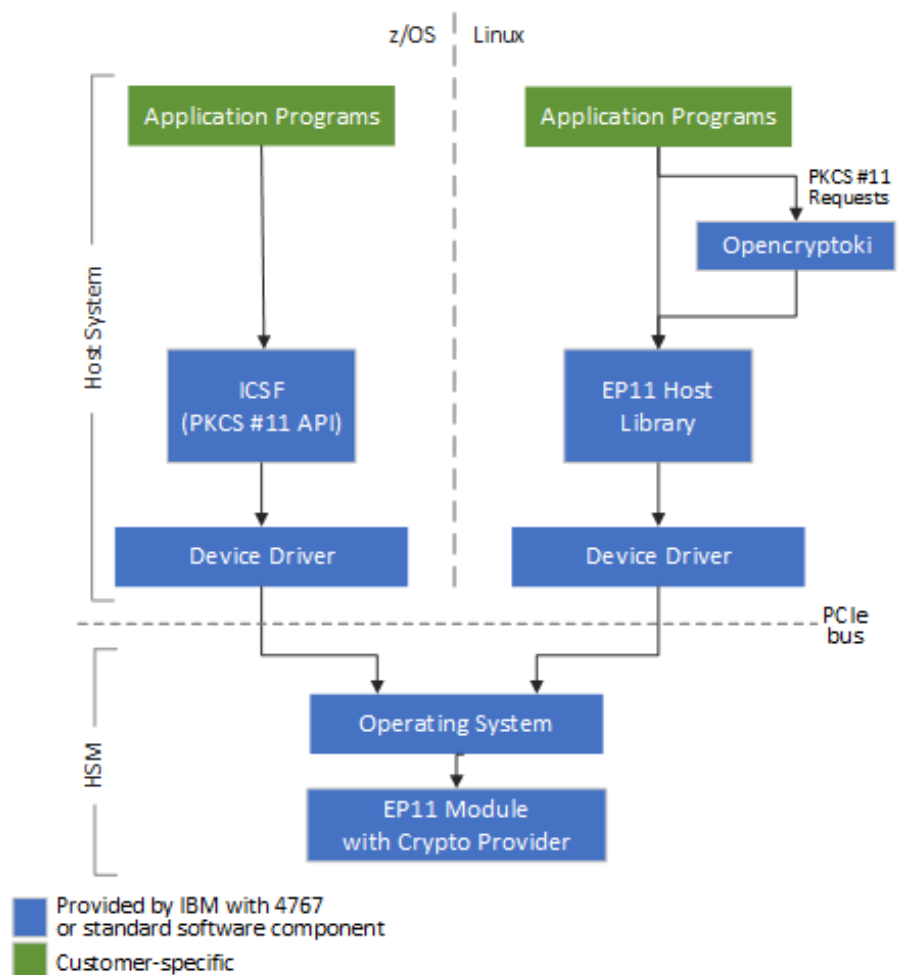 z/OS
Linux
Application Programs
Application Programs
PKCS #11
Requests
Opencryptoki
Host System
ICSF
(PKCS #11 API)
EP11 Host
Library
Device Driver
Device Driver
PCIe
bus
HSM
Operating System
EP11 Module
with Crypto Provider
Provided by IBM with 4767
or standard software component
Customer-specific